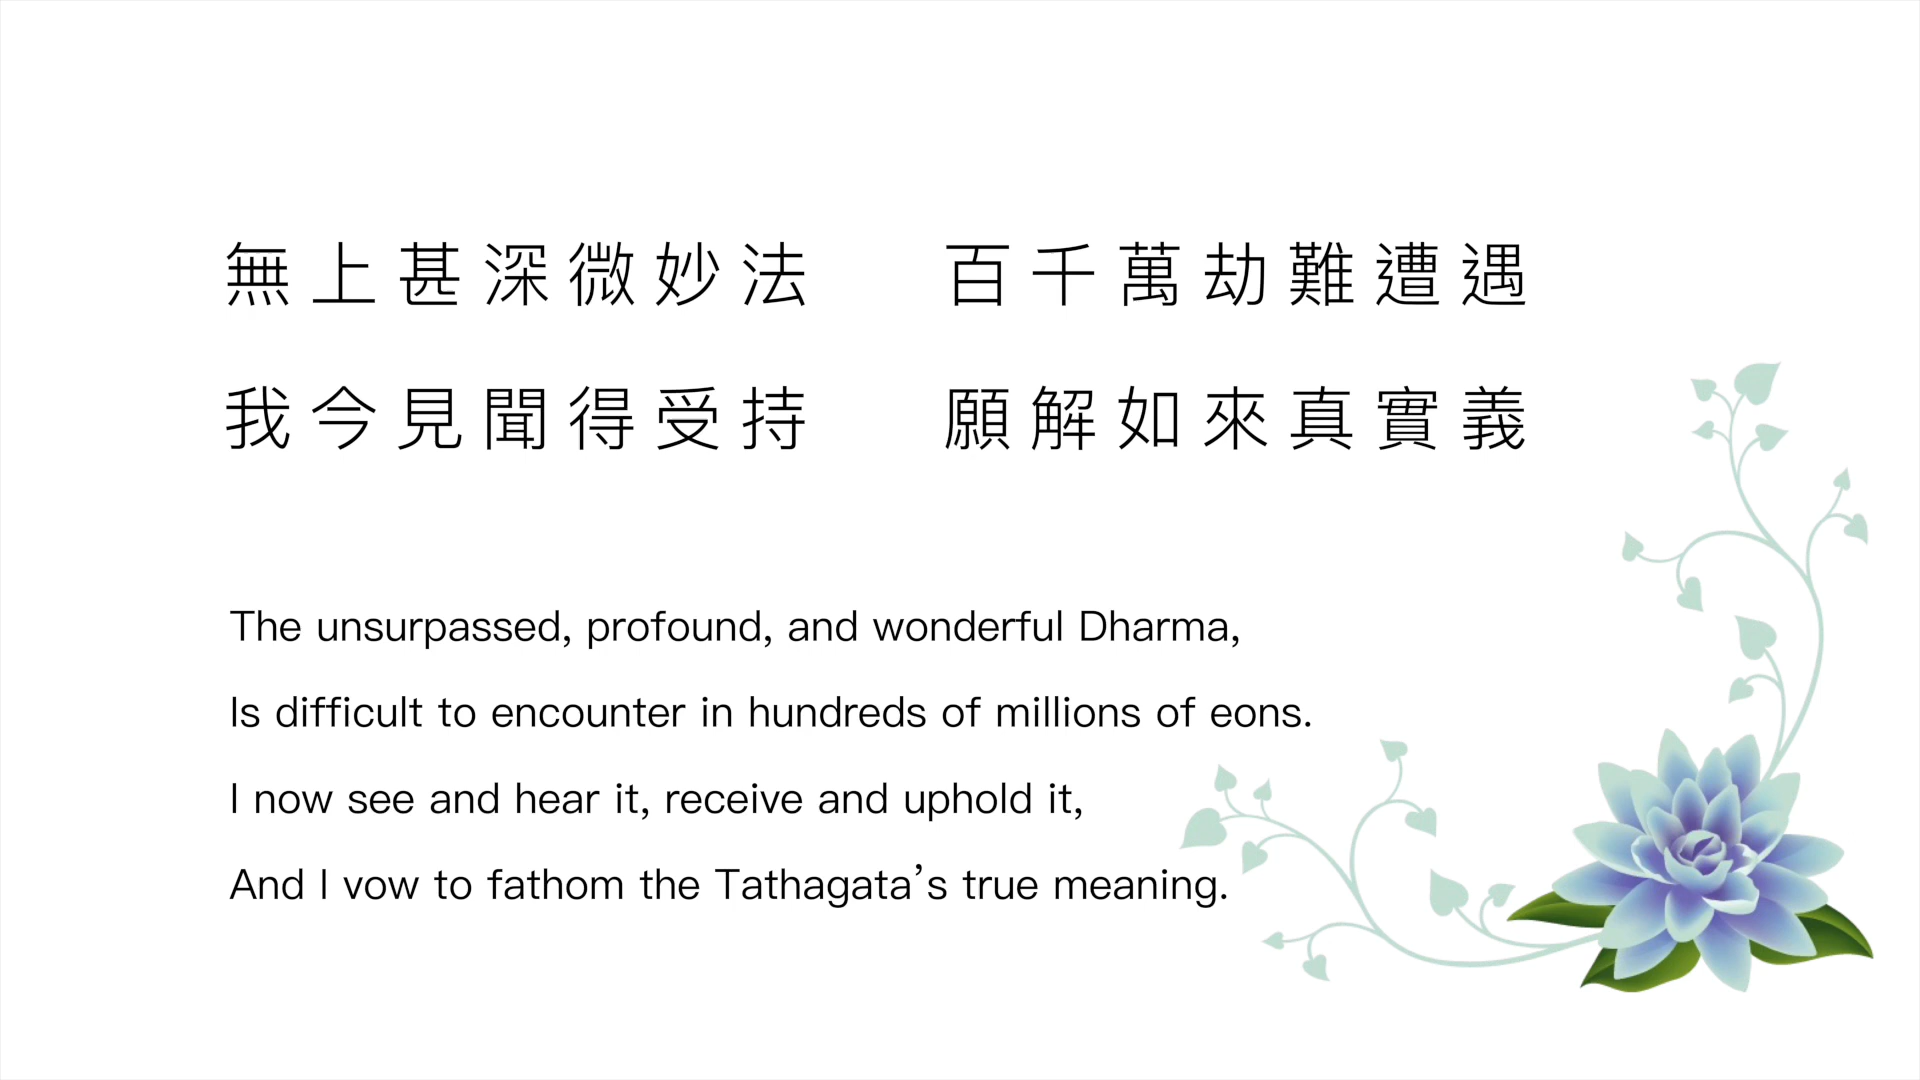 無上甚深微妙法 百千萬劫難遭遇
我今見聞得受持 願解如來真實義
The unsurpassed, profound, and wonderful Dharma,
Is difficult to encounter in hundreds of millions of eons.
I now see and hear it, receive and uphold it,
And I vow to fathom the Tathagata’s true meaning.